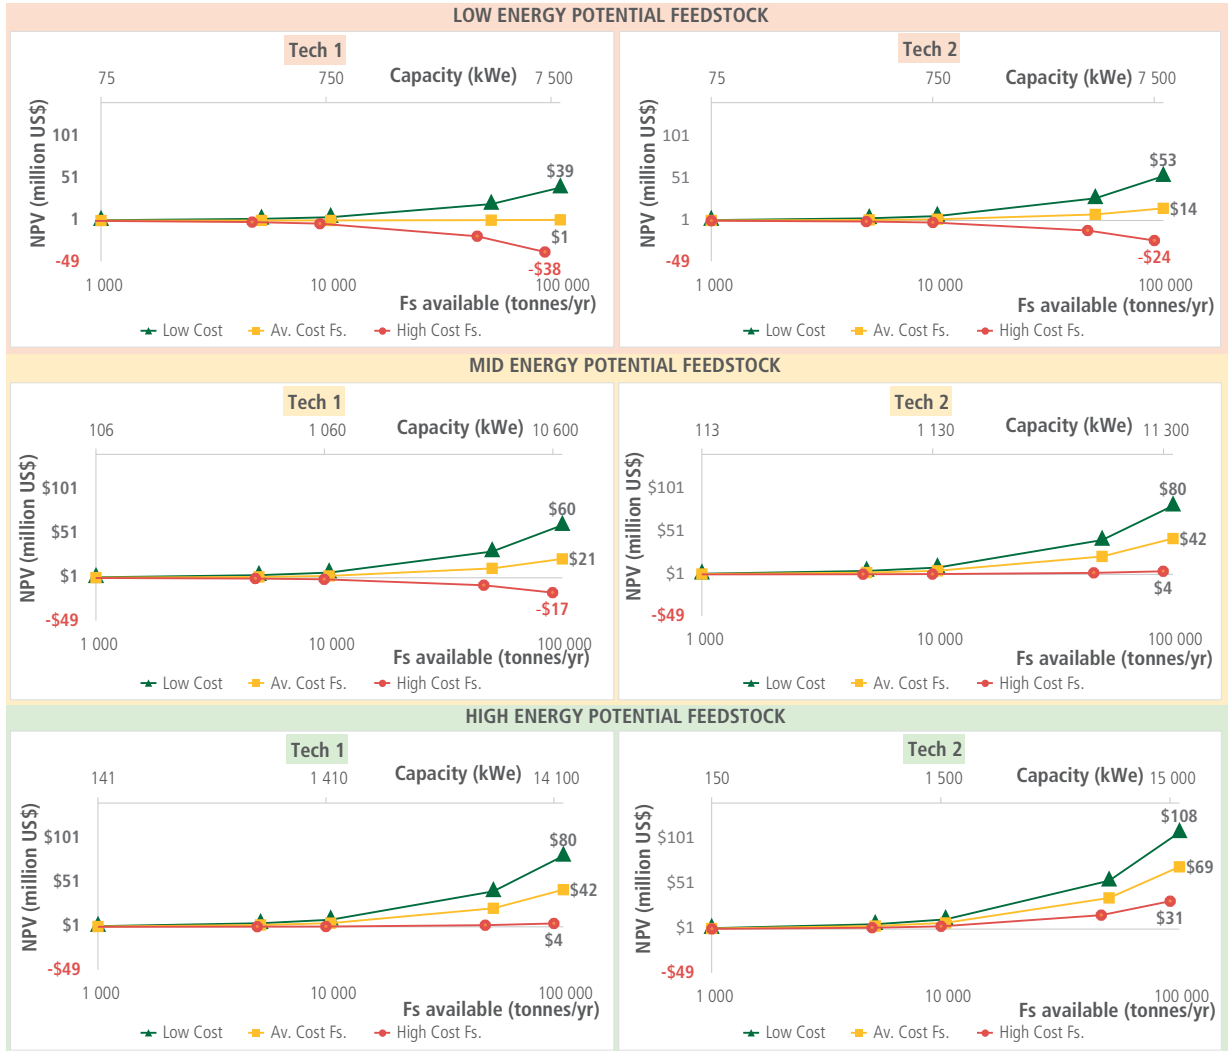 LOW ENERGY POTENTIAL FEEDSTOCK
Tech 1
75 750 Capacity (kWe) 7 500
NPV (million US$)
101
51
1
-49
$39
$1
-$38
1 000 10 000 100 000
Fs available (tonnes/yr)
Low Cost Av. Cost Fs. High Cost Fs.
Tech 2
75 750 Capacity (kWe) 7 500
NPV (million US$)
101
51
1
-49
$53
$14
-$24
1 000 10 000 100 000
Fs available (tonnes/yr)
Low Cost Av. Cost Fs. High Cost Fs.
MID ENERGY POTENTIAL FEEDSTOCK
Tech 1
106 1 060 Capacity (kWe) 10 600
NPV (million US$)
$101
$51
$1
-$49
$60
$21
-$17
1 000 10 000 100 000
Fs available (tonnes/yr)
Low Cost Av. Cost Fs. High Cost Fs.
Tech 2
113 1 130 Capacity (kWe) 11 300
NPV (million US$)
$101
$51
$1
-$49
$80
$42
$4
1 000 10 000 100 000
Fs available (tonnes/yr)
Low Cost Av. Cost Fs. High Cost Fs.
HIGH ENERGY POTENTIAL FEEDSTOCK
Tech 1
141 1 410 Capacity (kWe) 14 100
NPV (million US$)
$101
$51
$1
-$49
$80
$42
$4
1 000 10 000 100 000
Fs available (tonnes/yr)
Low Cost Av. Cost Fs. High Cost Fs.
Tech 2
150 1 500 Capacity (kWe) 15 000
NPV (million US$)
$101
$51
$1
-$49
$108
$69
$31
1 000 10 000 100 000
Fs available (tonnes/yr)
Low Cost Av. Cost Fs. High Cost Fs.